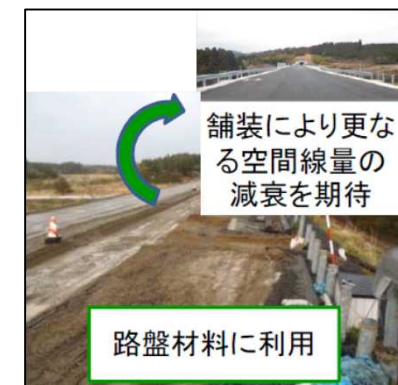 舗装により更な
る空間線量の
減衰を期待
路盤材料に利用